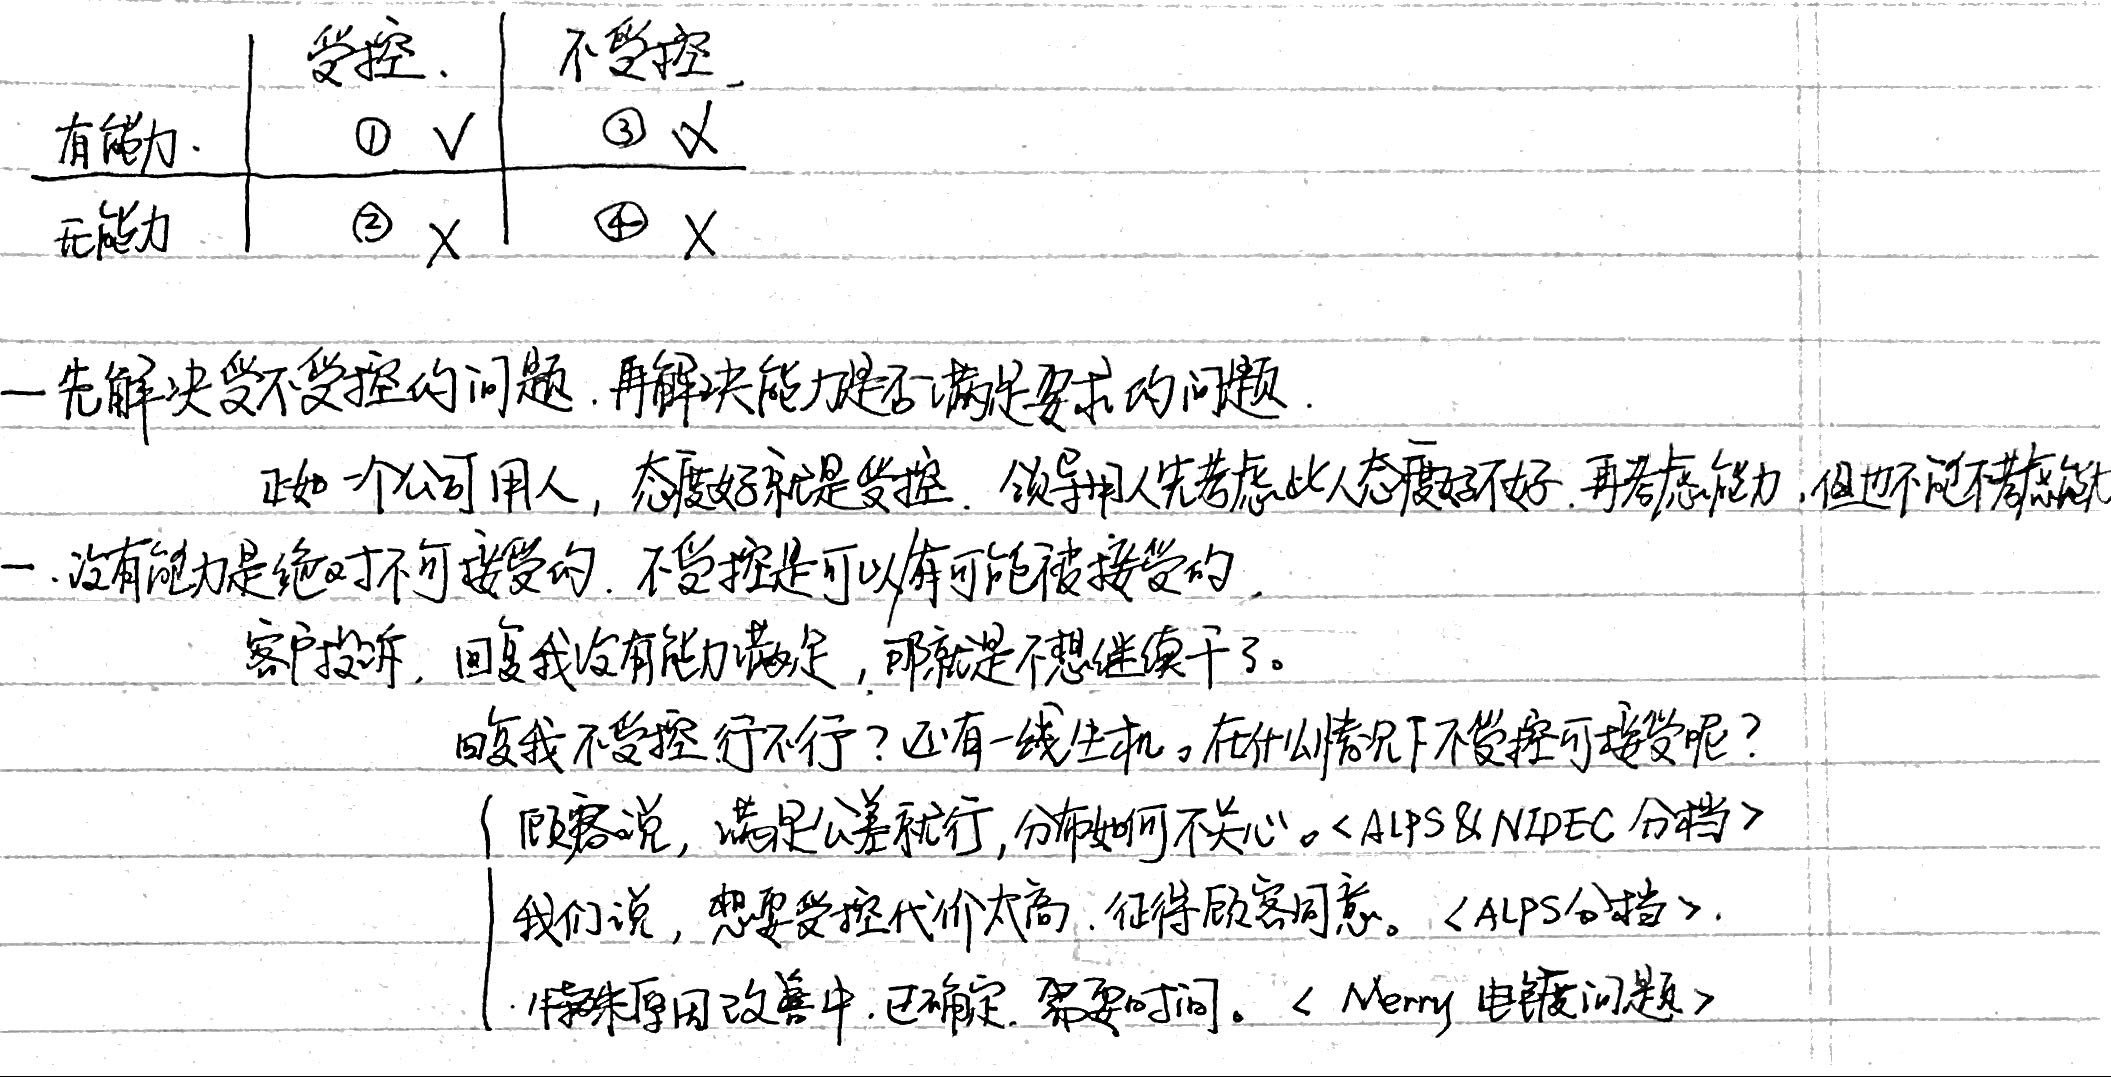 受控. 不受控.
有能力. ① √ ③ X
无能力 ② X ④ X
一 先解决受不受控的问题.再解决能力是否满足要求的问题.
正如一个公司用人,态度好就是受控. 领导用人先考虑此人态度好不好.再考虑能力,但也不能不考虑能力
一.没有能力是绝对不可接受的. 不受控是可以有可能被接受的.
客户投诉, 回复我没有能力满足,那就是不想继续干了。
回复我不受控行不行?还有一线生机。在什么情况下不受控可接受呢?
顾客说,满足公差就行,分布如何不关心。<ALPS & NIDEC 分档>
我们说,想要受控代价太高.征得顾客同意。<ALPS分档>.
·特殊原因改善中.已确定.需要时间。< Merry 电镀问题>